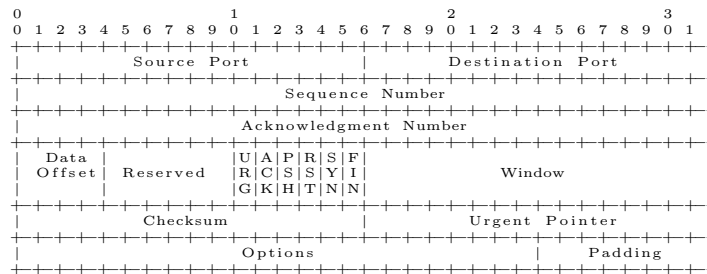 0 1 2 3
0 1 2 3 4 5 6 7 8 9 0 1 2 3 4 5 6 7 8 9 0 1 2 3 4 5 6 7 8 9 0 1
+-+-+-+-+-+-+-+-+-+-+-+-+-+-+-+-+-+-+-+-+-+-+-+-+-+-+-+-+-+-+-+-+
| Source Port | Destination Port
+-+-+-+-+-+-+-+-+-+-+-+-+-+-+-+-+-+-+-+-+-+-+-+-+-+-+-+-+-+-+-+-+
| Sequence Number
+-+-+-+-+-+-+-+-+-+-+-+-+-+-+-+-+-+-+-+-+-+-+-+-+-+-+-+-+-+-+-+-+
| Acknowledgment Number
+-+-+-+-+-+-+-+-+-+-+-+-+-+-+-+-+-+-+-+-+-+-+-+-+-+-+-+-+-+-+-+-+
| Data | |U|A|P|R|S|F|
| Offset| Reserved |R|C|S|S|Y|I| Window
| | |G|K|H|T|N|N|
+-+-+-+-+-+-+-+-+-+-+-+-+-+-+-+-+-+-+-+-+-+-+-+-+-+-+-+-+-+-+-+-+
| Checksum | Urgent Pointer
+-+-+-+-+-+-+-+-+-+-+-+-+-+-+-+-+-+-+-+-+-+-+-+-+-+-+-+-+-+-+-+-+
| Options | Padding
+-+-+-+-+-+-+-+-+-+-+-+-+-+-+-+-+-+-+-+-+-+-+-+-+-+-+-+-+-+-+-+-+